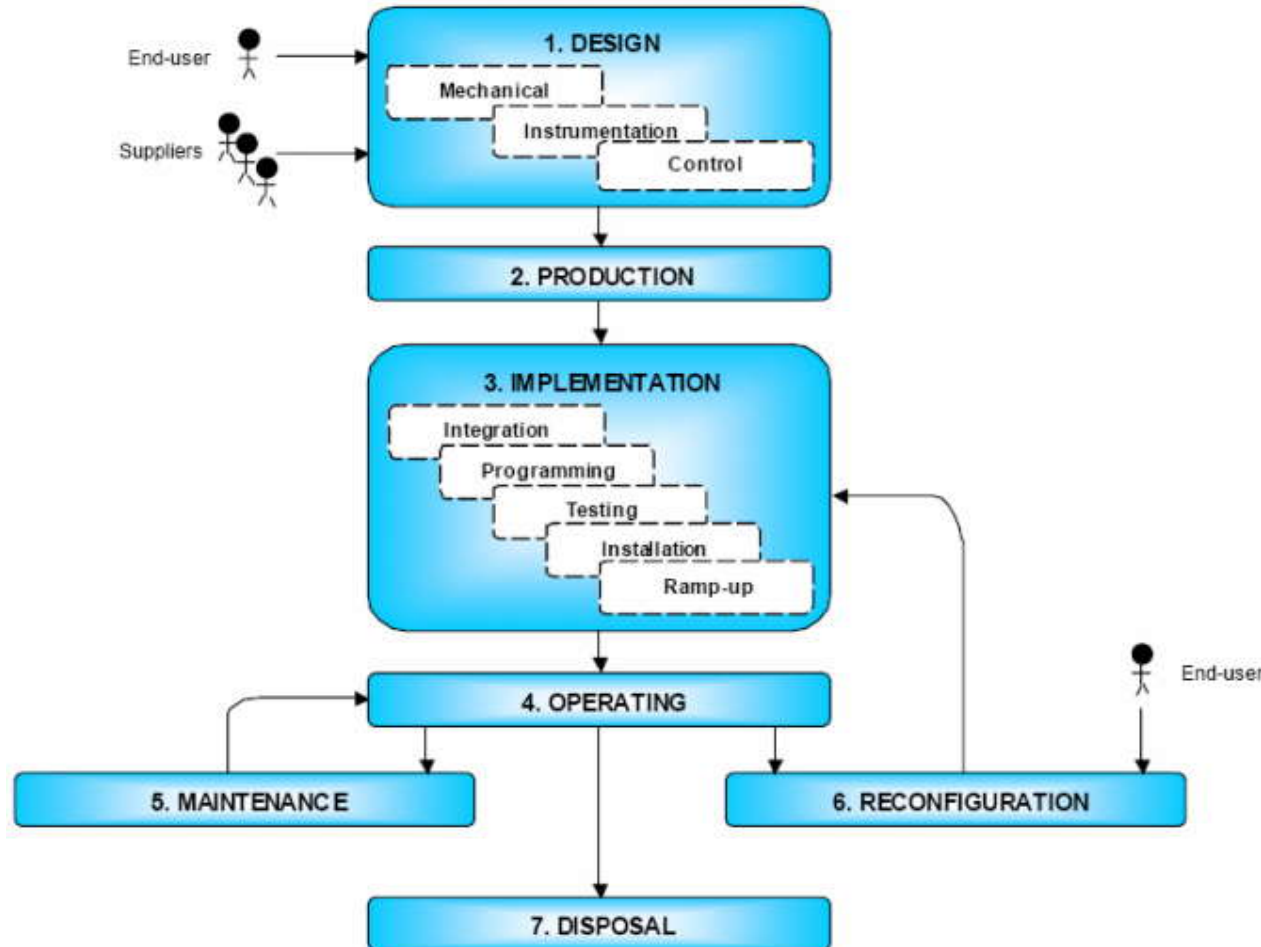 1. DESIGN
End-user
Mechanical
Instrumentation
Suppliers
Control
2. PRODUCTION
3. IMPLEMENTATION
Integration
Programming
Testing
Installation
Ramp-up
End-user
4. OPERATING
5. MAINTENANCE
6. RECONFIGURATION
7. DISPOSAL